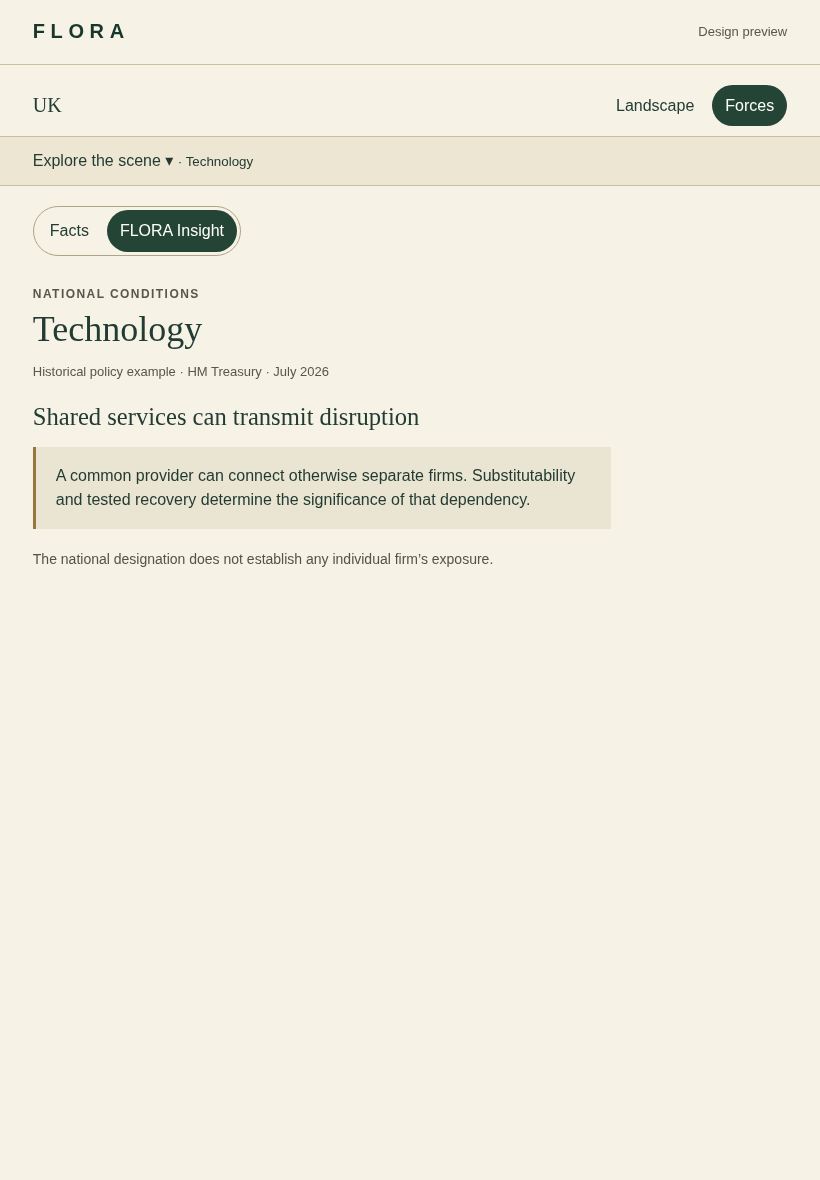 FLORA
Design preview
UK
Landscape
Forces
Explore the scene ▾ · Technology
Facts
FLORA Insight
NATIONAL CONDITIONS
Technology
Historical policy example · HM Treasury · July 2026
Shared services can transmit disruption
A common provider can connect otherwise separate firms. Substitutability
and tested recovery determine the significance of that dependency.
The national designation does not establish any individual firm’s exposure.